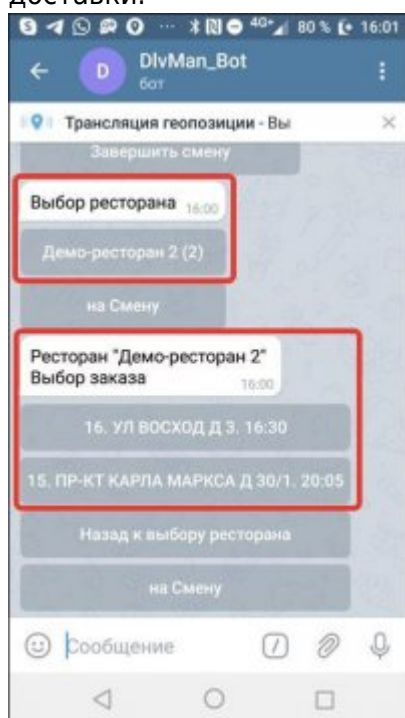 доставки.
40+ 80 % 16:01
D DlvMan_Bot
бот
Трансляция геопозиции - Вы
Завершить смену
Выбор ресторана 16:00
Демо-ресторан 2 (2)
на Смену
Ресторан "Демо-ресторан 2"
Выбор заказа 16:00
16. УЛ ВОСХОД Д 3. 16:30
15. ПР-КТ КАРЛА МАРКСА Д 30/1. 20:05
Назад к выбору ресторана
на Смену
Сообщение